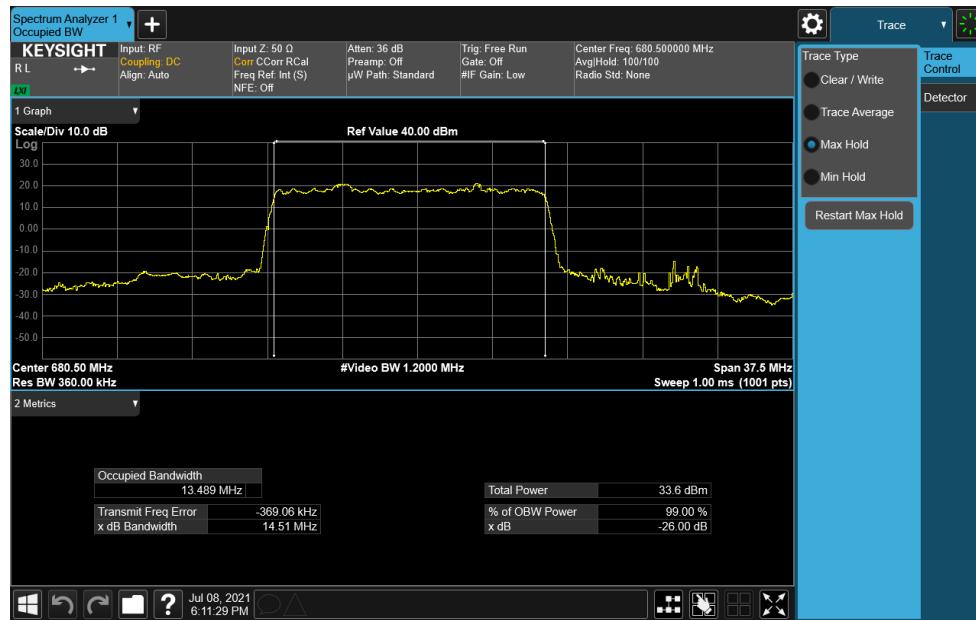 Spectrum Analyzer 1
Occupied BW
Trace
KEYSIGHT
R L
LXI
Input: RF
Coupling: DC
Align: Auto
Input Z: 50 Ω
Corr CCorr RCal
Freq Ref: Int (S)
NFE: Off
Atten: 36 dB
Preamp: Off
µW Path: Standard
Trig: Free Run
Gate: Off
#IF Gain: Low
Center Freq: 680.500000 MHz
Avg|Hold: 100/100
Radio Std: None
Trace Type
Clear / Write
Trace Average
Max Hold
Min Hold
Restart Max Hold
Trace
Control
Detector
1 Graph
Scale/Div 10.0 dB
Ref Value 40.00 dBm
Log
30.0
20.0
10.0
0.00
-10.0
-20.0
-30.0
-40.0
-50.0
Center 680.50 MHz
#Video BW 1.2000 MHz
Span 37.5 MHz
Res BW 360.00 kHz
Sweep 1.00 ms (1001 pts)
2 Metrics
Occupied Bandwidth
13.489 MHz
Total Power 33.6 dBm
Transmit Freq Error -369.06 kHz
% of OBW Power 99.00 %
x dB Bandwidth 14.51 MHz
x dB -26.00 dB
?
Jul 08, 2021
6:11:29 PM